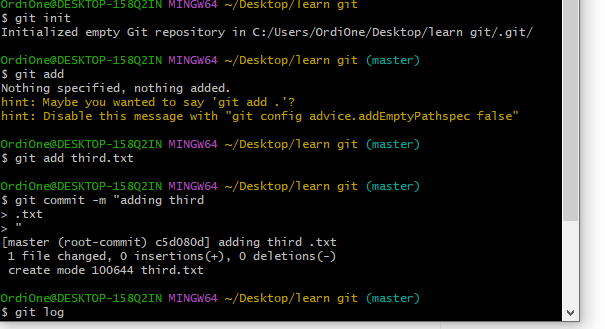 OrdiOne@DESKTOP-158Q2IN MINGW64 ~/Desktop/learn git
$ git init
Initialized empty Git repository in C:/Users/OrdiOne/Desktop/learn git/.git/
OrdiOne@DESKTOP-158Q2IN MINGW64 ~/Desktop/learn git (master)
$ git add
Nothing specified, nothing added.
hint: Maybe you wanted to say 'git add .'?
hint: Disable this message with "git config advice.addEmptyPathspec false"
OrdiOne@DESKTOP-158Q2IN MINGW64 ~/Desktop/learn git (master)
$ git add third.txt
OrdiOne@DESKTOP-158Q2IN MINGW64 ~/Desktop/learn git (master)
$ git commit -m "adding third
> .txt
> "
[master (root-commit) c5d080d] adding third .txt
1 file changed, 0 insertions(+), 0 deletions(-)
create mode 100644 third.txt
OrdiOne@DESKTOP-158Q2IN MINGW64 ~/Desktop/learn git (master)
$ git log